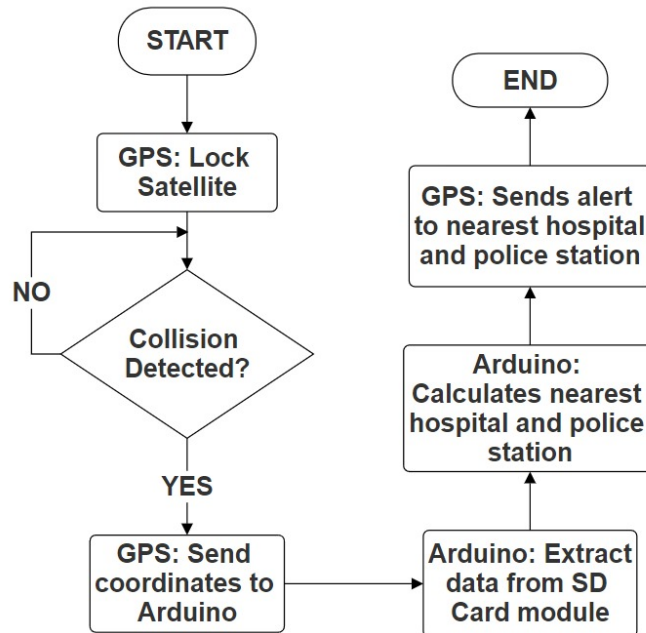 START
GPS: Lock
Satellite
NO
Collision
Detected?
YES
GPS: Send
coordinates to
Arduino
Arduino: Extract
data from SD
Card module
Arduino:
Calculates nearest
hospital and police
station
GPS: Sends alert
to nearest hospital
and police station
END